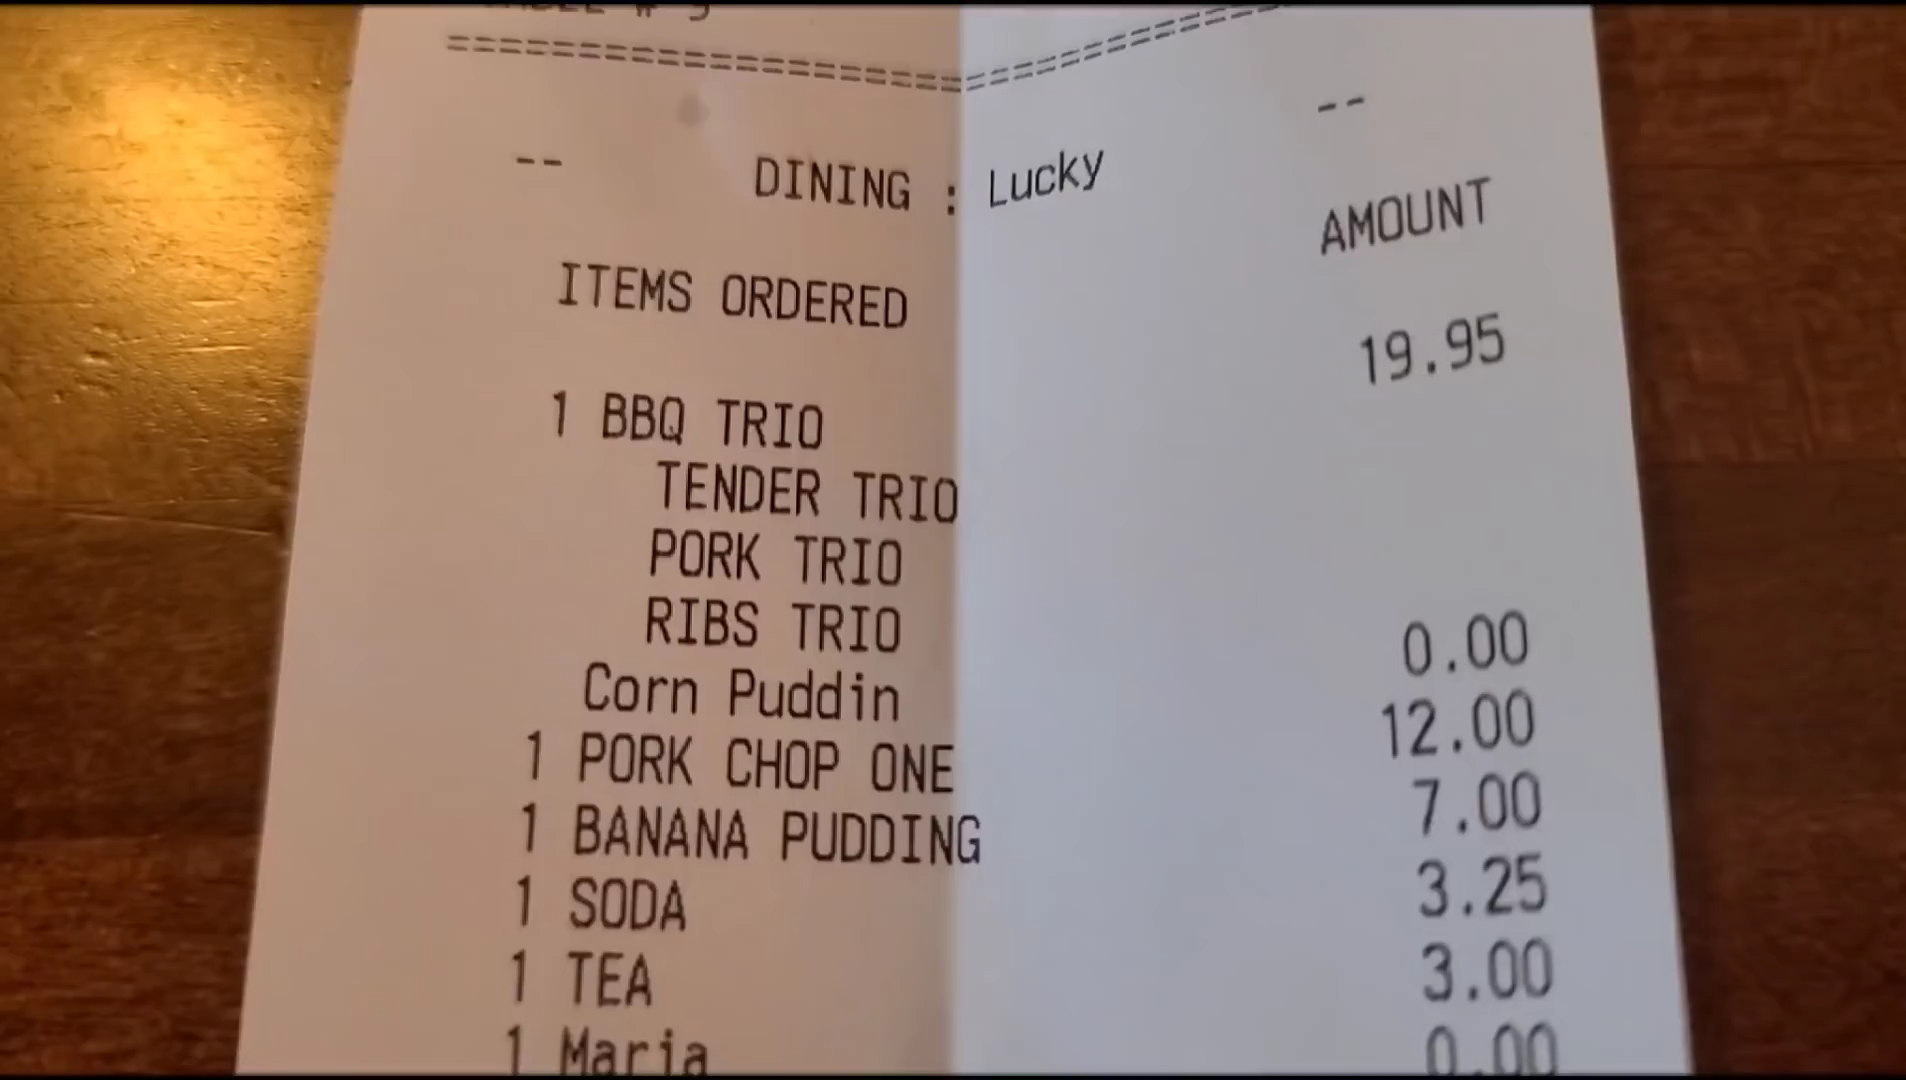 # 9
================================
-- DINING : Lucky --
ITEMS ORDERED AMOUNT
1 BBQ TRIO 19.95
TENDER TRIO
PORK TRIO
RIBS TRIO
Corn Puddin 0.00
1 PORK CHOP ONE 12.00
1 BANANA PUDDING 7.00
1 SODA 3.25
1 TEA 3.00
1 Maria 0.00